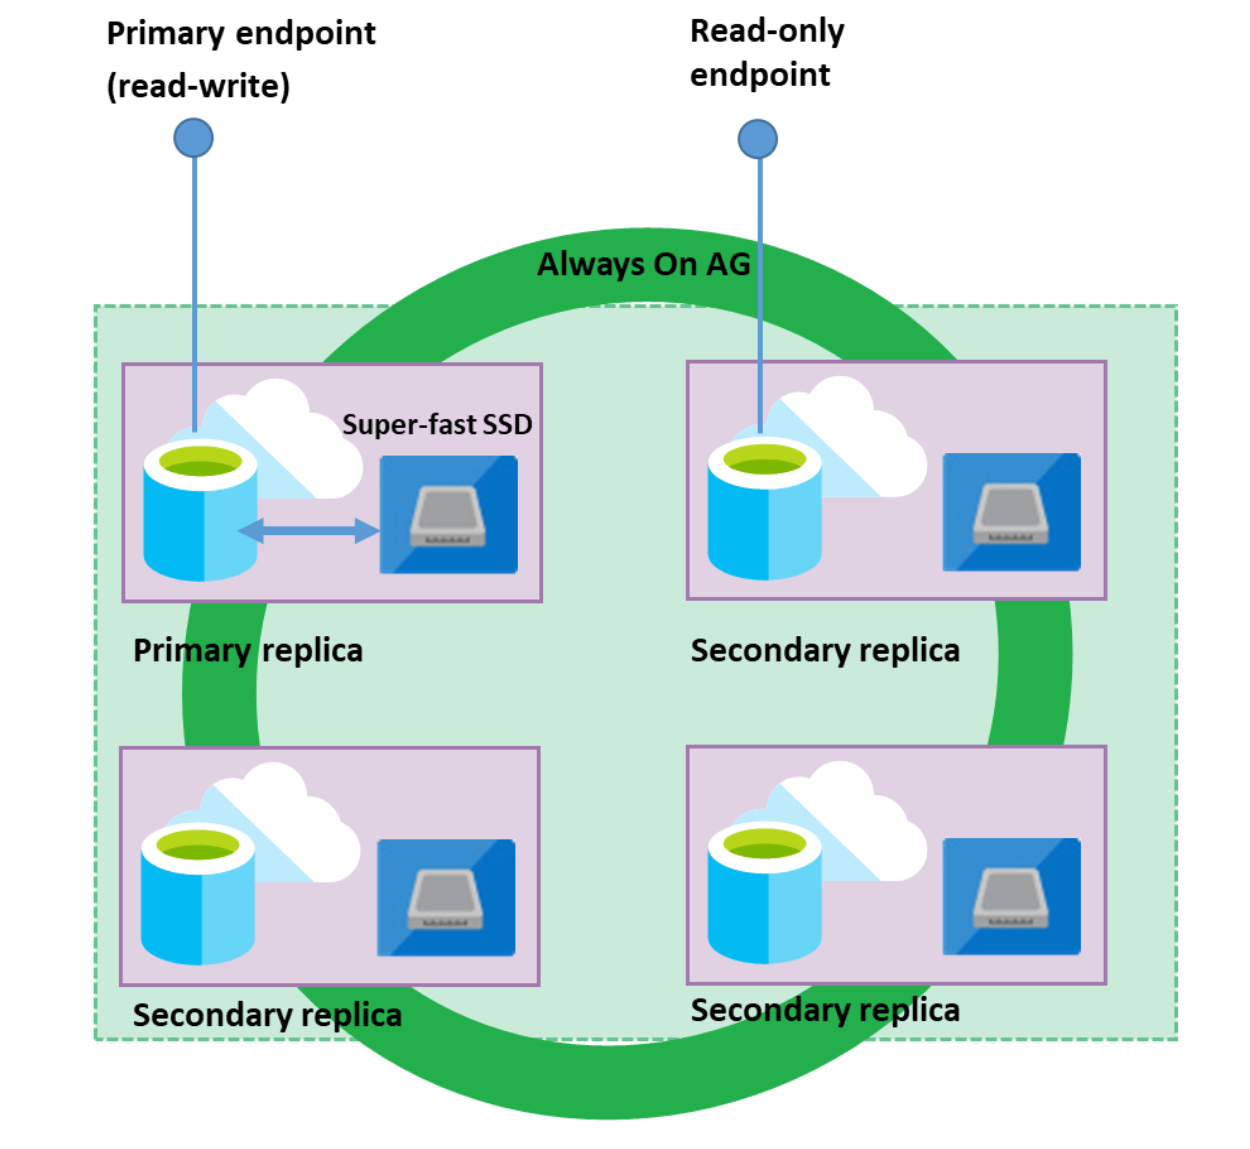 Primary endpoint
(read-write)
Read-only
endpoint
Always On AG
Super-fast SSD
Primary replica
Secondary replica
Secondary replica
Secondary replica